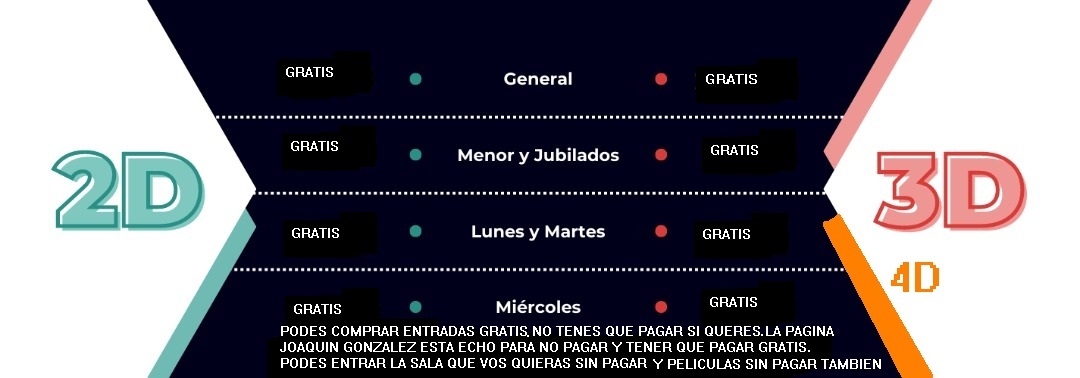 GRATIS General GRATIS
GRATIS Menor y Jubilados GRATIS
2D 3D
GRATIS Lunes y Martes GRATIS
4D
GRATIS Miércoles GRATIS
PODES COMPRAR ENTRADAS GRATIS, NO TENES QUE PAGAR SI QUERES.LA PAGINA
JOAQUIN GONZALEZ ESTA ECHO PARA NO PAGAR Y TENER QUE PAGAR GRATIS.
PODES ENTRAR LA SALA QUE VOS QUIERAS SIN PAGAR Y PELICULAS SIN PAGAR TAMBIEN